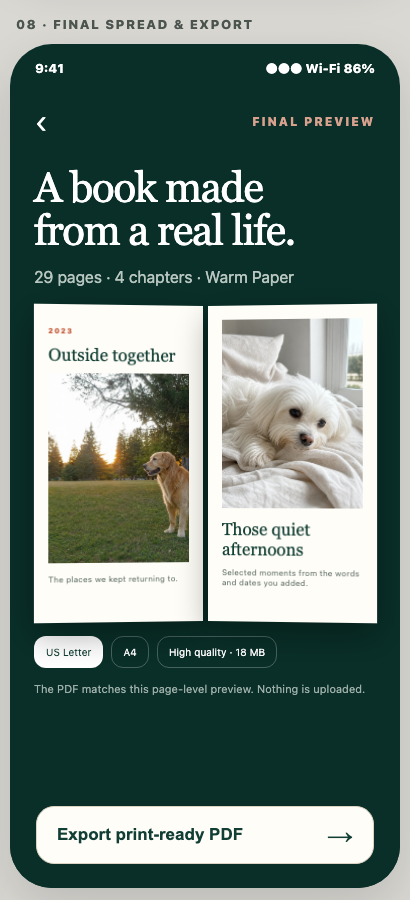 08 · FINAL SPREAD & EXPORT
9:41
Wi-Fi 86%
FINAL PREVIEW
A book made
from a real life.
29 pages · 4 chapters · Warm Paper
2023
Outside together
The places we kept returning to.
Those quiet
afternoons
Selected moments from the words
and dates you added.
US Letter
A4
High quality · 18 MB
The PDF matches this page-level preview. Nothing is uploaded.
Export print-ready PDF →